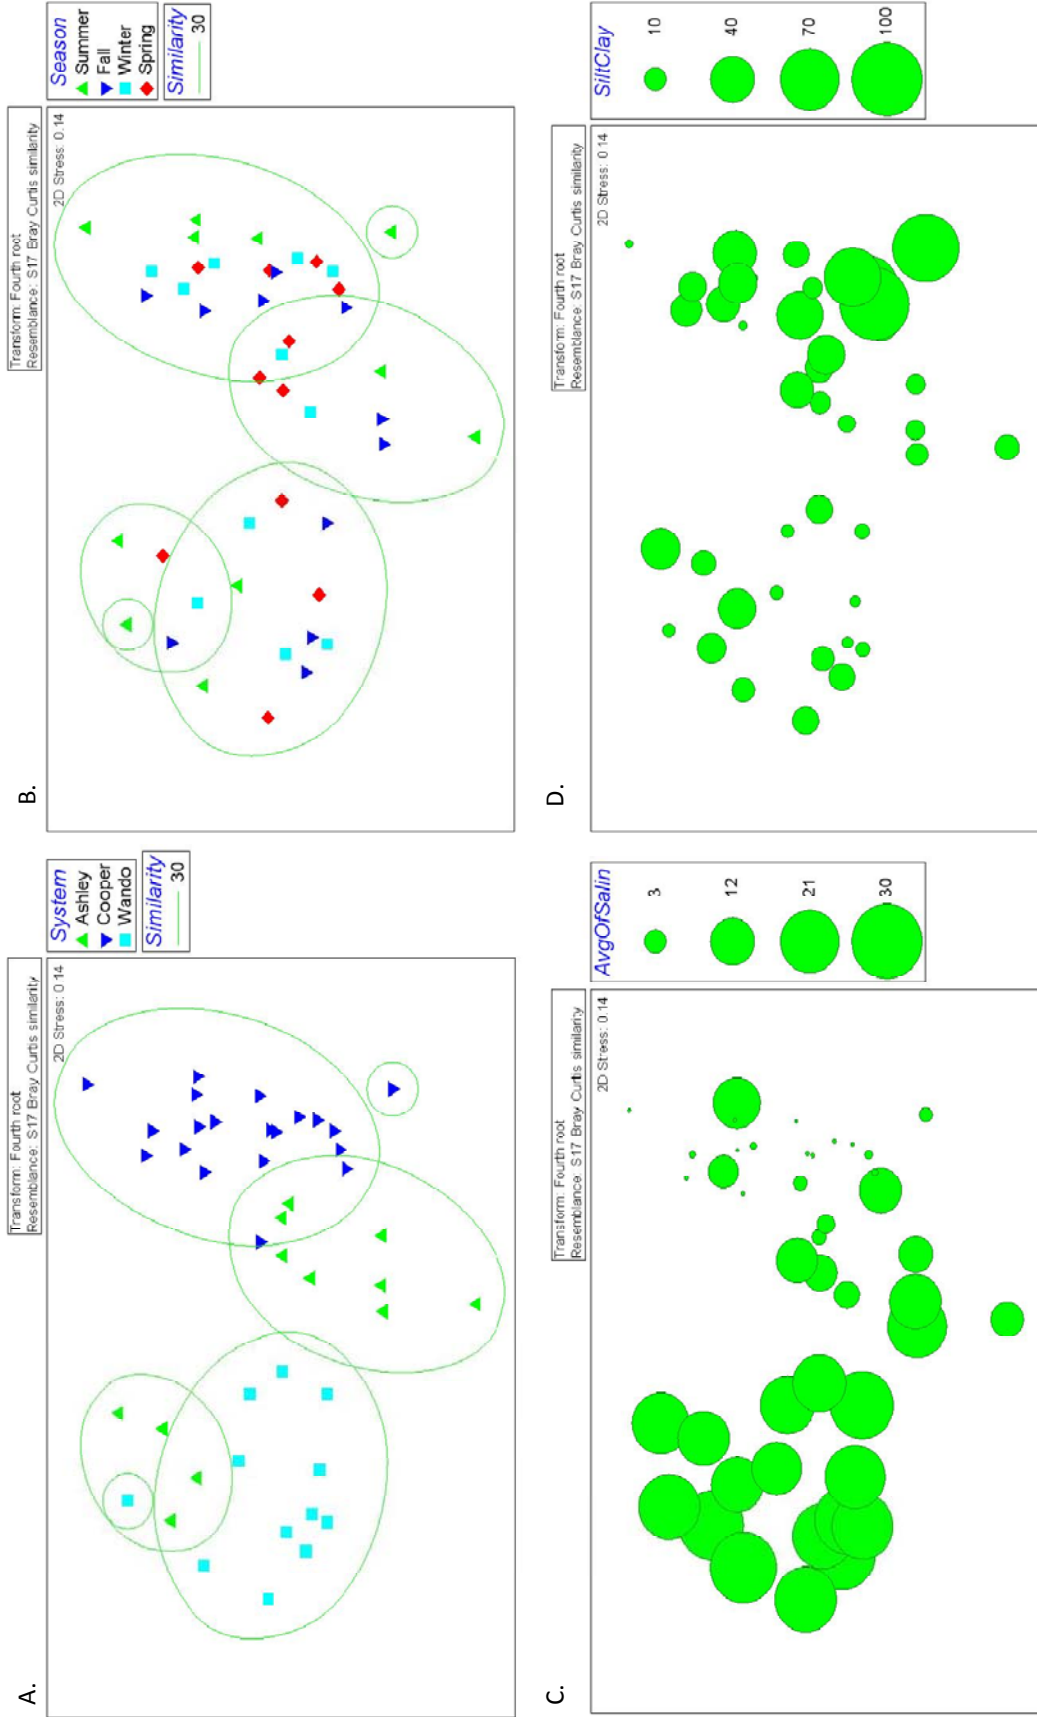 A.
Transform: Fourth root
Resemblance: S17 Bray Curtis similarity
2D Stress: 0.14
System
Ashley
Cooper
Wando
Similarity
30
B.
Transform: Fourth root
Resemblance: S17 Bray Curtis similarity
2D Stress: 0.14
Season
Summer
Fall
Winter
Spring
Similarity
30
C.
Transform: Fourth root
Resemblance: S17 Bray Curtis similarity
2D Stress: 0.14
AvgOfSalin
3
12
21
30
D.
Transform: Fourth root
Resemblance: S17 Bray Curtis similarity
2D Stress: 0.14
SiltClay
10
40
70
100